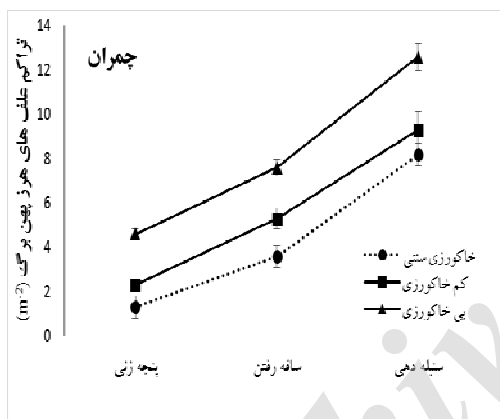 چمران
تراکم علف های هرز پهن برگ (m-2)
14
12
10
8
6
4
2
0
خاکورزی سنتی
کم خاکورزی
بی خاکورزی
پنجه زنی
ساقه رفتن
سنبله دهی